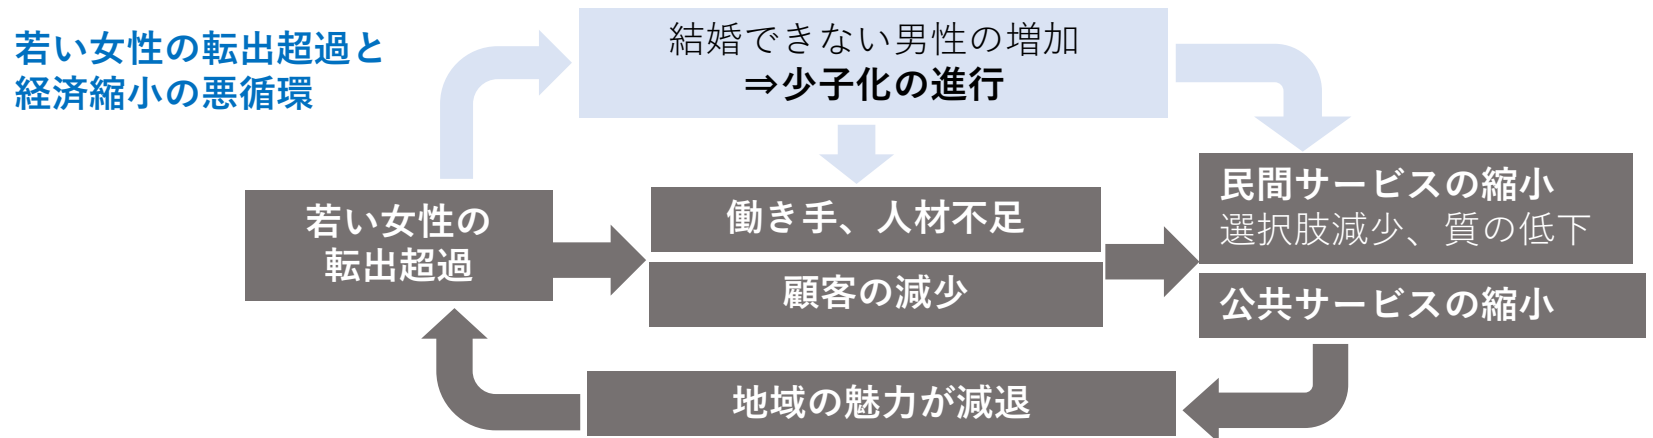 若い女性の転出超過と
経済縮小の悪循環
結婚できない男性の増加
⇒少子化の進行
若い女性の
転出超過
働き手、人材不足
顧客の減少
民間サービスの縮小
選択肢減少、質の低下
公共サービスの縮小
地域の魅力が減退